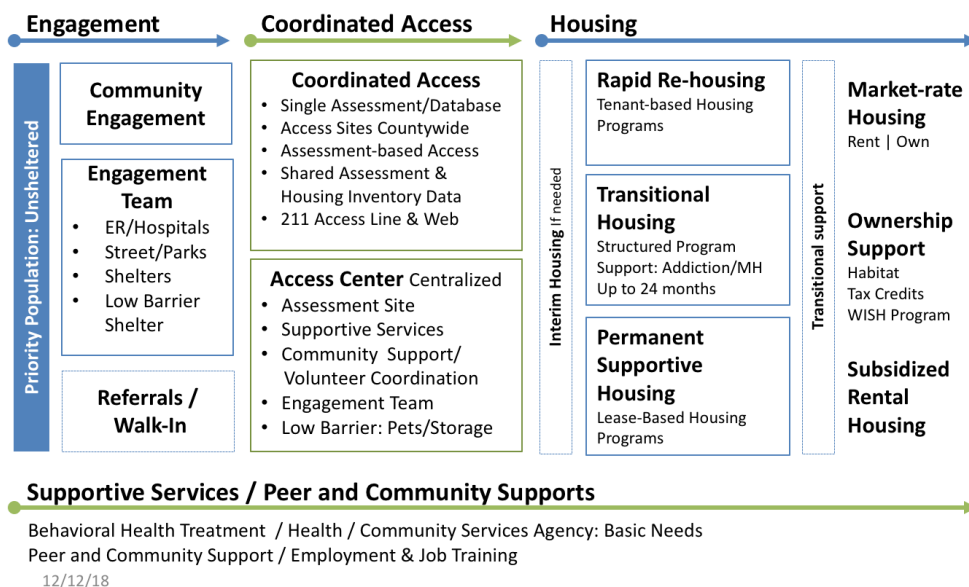 Engagement
Coordinated Access
Housing
Priority Population: Unsheltered
Community
Engagement
Engagement
Team
• ER/Hospitals
• Street/Parks
• Shelters
• Low Barrier
Shelter
Referrals /
Walk-In
Coordinated Access
• Single Assessment/Database
• Access Sites Countywide
• Assessment-based Access
• Shared Assessment &
Housing Inventory Data
• 211 Access Line & Web
Access Center Centralized
• Assessment Site
• Supportive Services
• Community Support/
Volunteer Coordination
• Engagement Team
• Low Barrier: Pets/Storage
Interim Housing If needed
Rapid Re-housing
Tenant-based Housing
Programs
Transitional
Housing
Structured Program
Support: Addiction/MH
Up to 24 months
Permanent
Supportive
Housing
Lease-Based Housing
Programs
Transitional support
Market-rate
Housing
Rent | Own
Ownership
Support
Habitat
Tax Credits
WISH Program
Subsidized
Rental
Housing
Supportive Services / Peer and Community Supports
Behavioral Health Treatment / Health / Community Services Agency: Basic Needs
Peer and Community Support / Employment & Job Training
12/12/18